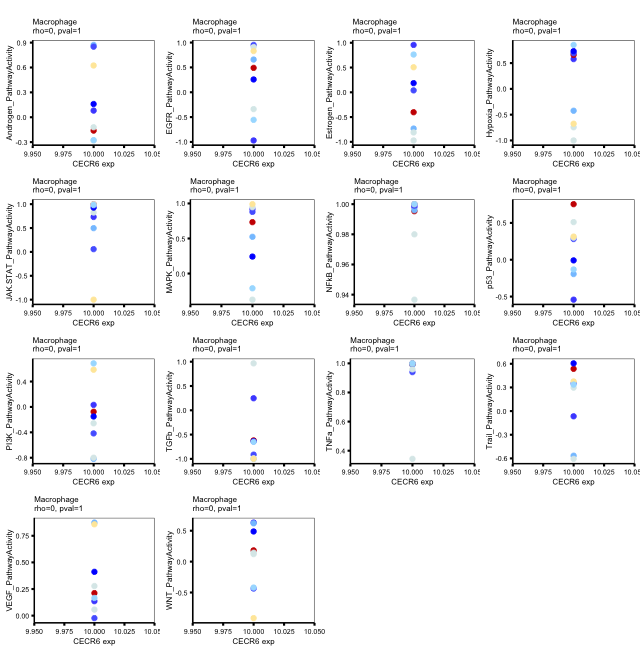 Macrophage
rho=0, pval=1
Androgen_PathwayActivity
0.9
0.6
0.3
0.0
-0.3
9.950 9.975 10.000 10.025 10.05
CECR6 exp
Macrophage
rho=0, pval=1
EGFR_PathwayActivity
1.0
0.5
0.0
-0.5
-1.0
9.950 9.975 10.000 10.025 10.05
CECR6 exp
Macrophage
rho=0, pval=1
Estrogen_PathwayActivity
1.0
0.5
0.0
-0.5
-1.0
9.950 9.975 10.000 10.025 10.05
CECR6 exp
Macrophage
rho=0, pval=1
Hypoxia_PathwayActivity
0.5
0.0
-0.5
-1.0
9.950 9.975 10.000 10.025 10.05
CECR6 exp
Macrophage
rho=0, pval=1
JAK.STAT_PathwayActivity
1.0
0.5
0.0
-0.5
-1.0
9.950 9.975 10.000 10.025 10.05
CECR6 exp
Macrophage
rho=0, pval=1
MAPK_PathwayActivity
1.0
0.5
0.0
9.950 9.975 10.000 10.025 10.05
CECR6 exp
Macrophage
rho=0, pval=1
NFkB_PathwayActivity
1.00
0.98
0.96
0.94
9.950 9.975 10.000 10.025 10.05
CECR6 exp
Macrophage
rho=0, pval=1
p53_PathwayActivity
0.5
0.0
-0.5
9.950 9.975 10.000 10.025 10.05
CECR6 exp
Macrophage
rho=0, pval=1
PI3K_PathwayActivity
0.4
0.0
-0.4
-0.8
9.950 9.975 10.000 10.025 10.05
CECR6 exp
Macrophage
rho=0, pval=1
TGFb_PathwayActivity
1.0
0.5
0.0
-0.5
-1.0
9.950 9.975 10.000 10.025 10.05
CECR6 exp
Macrophage
rho=0, pval=1
TNFa_PathwayActivity
1.0
0.8
0.6
0.4
9.950 9.975 10.000 10.025 10.05
CECR6 exp
Macrophage
rho=0, pval=1
Trail_PathwayActivity
0.6
0.3
0.0
-0.3
-0.6
9.950 9.975 10.000 10.025 10.05
CECR6 exp
Macrophage
rho=0, pval=1
VEGF_PathwayActivity
0.75
0.50
0.25
0.00
9.950 9.975 10.000 10.025 10.05
CECR6 exp
Macrophage
rho=0, pval=1
WNT_PathwayActivity
0.5
0.0
-0.5
9.950 9.975 10.000 10.025 10.050
CECR6 exp